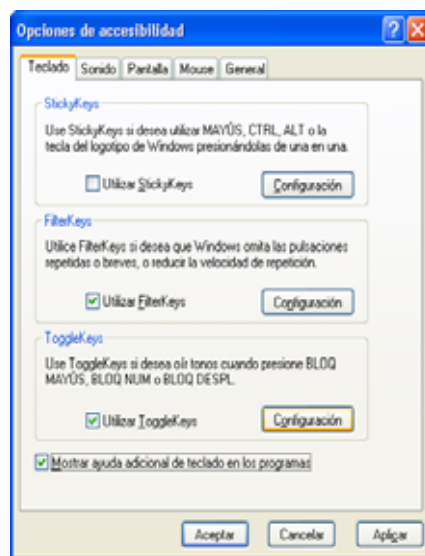 Opciones de accesibilidad
Teclado Sonido Pantalla Mouse General
StickyKeys
Use StickyKeys si desea utilizar MAYÚS, CTRL, ALT o la
tecla del logotipo de Windows presionándolas de una en una.
Utilizar StickyKeys Configuración
FilterKeys
Utilice FilterKeys si desea que Windows omita las pulsaciones
repetidas o breves, o reducir la velocidad de repetición.
Utilizar FilterKeys Configuración
ToggleKeys
Use ToggleKeys si desea oír tonos cuando presione BLOQ
MAYÚS, BLOQ NUM o BLOQ DESPL.
Utilizar ToggleKeys Configuración
Mostrar ayuda adicional de teclado en los programas
Aceptar Cancelar Aplicar